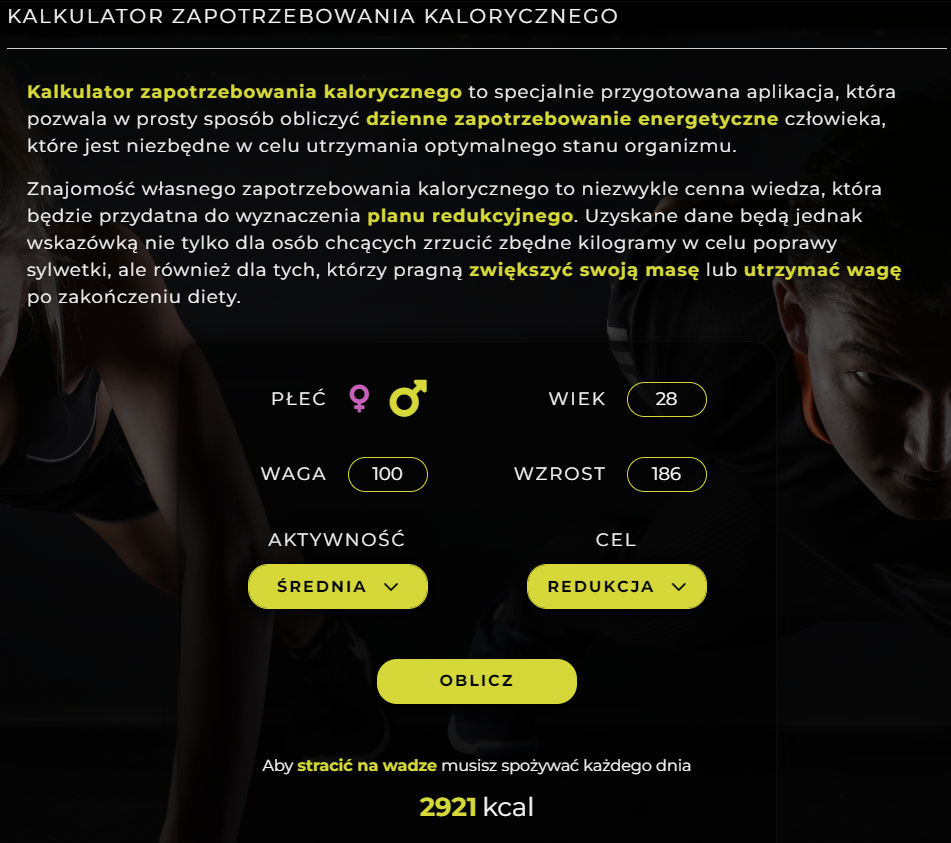 KALKULATOR ZAPOTRZEBOWANIA KALORYCZNEGO
Kalkulator zapotrzebowania kalorycznego to specjalnie przygotowana aplikacja, która
pozwala w prosty sposób obliczyć dzienne zapotrzebowanie energetyczne człowieka,
które jest niezbędne w celu utrzymania optymalnego stanu organizmu.
Znajomość własnego zapotrzebowania kalorycznego to niezwykle cenna wiedza, która
będzie przydatna do wyznaczenia planu redukcyjnego. Uzyskane dane będą jednak
wskazówką nie tylko dla osób chcących zrzucić zbędne kilogramy w celu poprawy
sylwetki, ale również dla tych, którzy pragną zwiększyć swoją masę lub utrzymać wagę
po zakończeniu diety.
PŁEĆ
WIEK 28
WAGA 100
WZROST 186
AKTYWNOŚĆ
ŚREDNIA
CEL
REDUKCJA
OBLICZ
Aby stracić na wadze musisz spożywać każdego dnia
2921 kcal